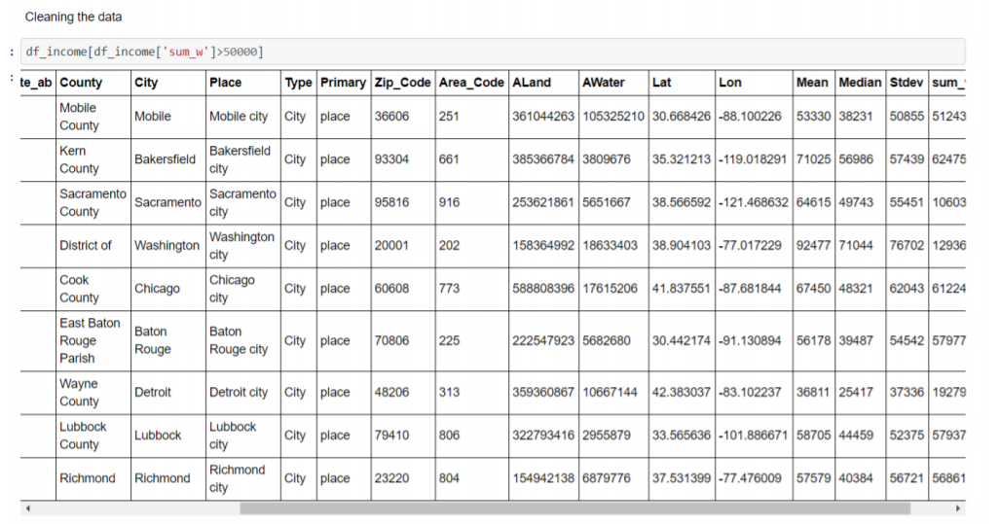 Cleaning the data
: df_income[df_income['sum_w']>50000]
: te_ab County City Place Type Primary Zip_Code Area_Code ALand AWater Lat Lon Mean Median Stdev sum_
Mobile County Mobile Mobile city City place 36606 251 361044263 105325210 30.668426 -88.100226 53330 38231 50855 51243
Kern County Bakersfield Bakersfield city City place 93304 661 385366784 3809676 35.321213 -119.018291 71025 56986 57439 62475
Sacramento County Sacramento Sacramento city City place 95816 916 253621861 5651667 38.566592 -121.468632 64615 49743 55451 10603
District of Washington Washington city City place 20001 202 158364992 18633403 38.904103 -77.017229 92477 71044 76702 12936
Cook County Chicago Chicago city City place 60608 773 588808396 17615206 41.837551 -87.681844 67450 48321 62043 61224
East Baton Rouge Parish Baton Rouge Baton Rouge city City place 70806 225 222547923 5682680 30.442174 -91.130894 56178 39487 54542 57977
Wayne County Detroit Detroit city City place 48206 313 359360867 10667144 42.383037 -83.102237 36811 25417 37336 19279
Lubbock County Lubbock Lubbock city City place 79410 806 322793416 2955879 33.565636 -101.886671 58705 44459 52375 57937
Richmond Richmond Richmond city City place 23220 804 154942138 6879776 37.531399 -77.476009 57579 40384 56721 56861